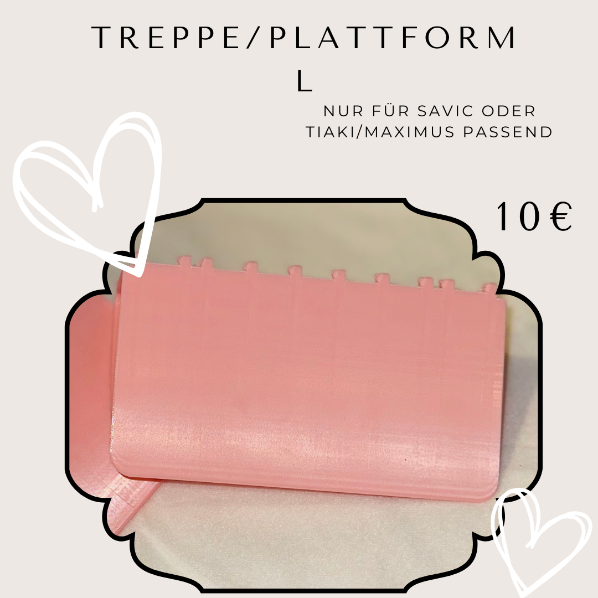 TREPPE/PLATTFORM
L
NUR FÜR SAVIC ODER
TIAKI/MAXIMUS PASSEND
10€